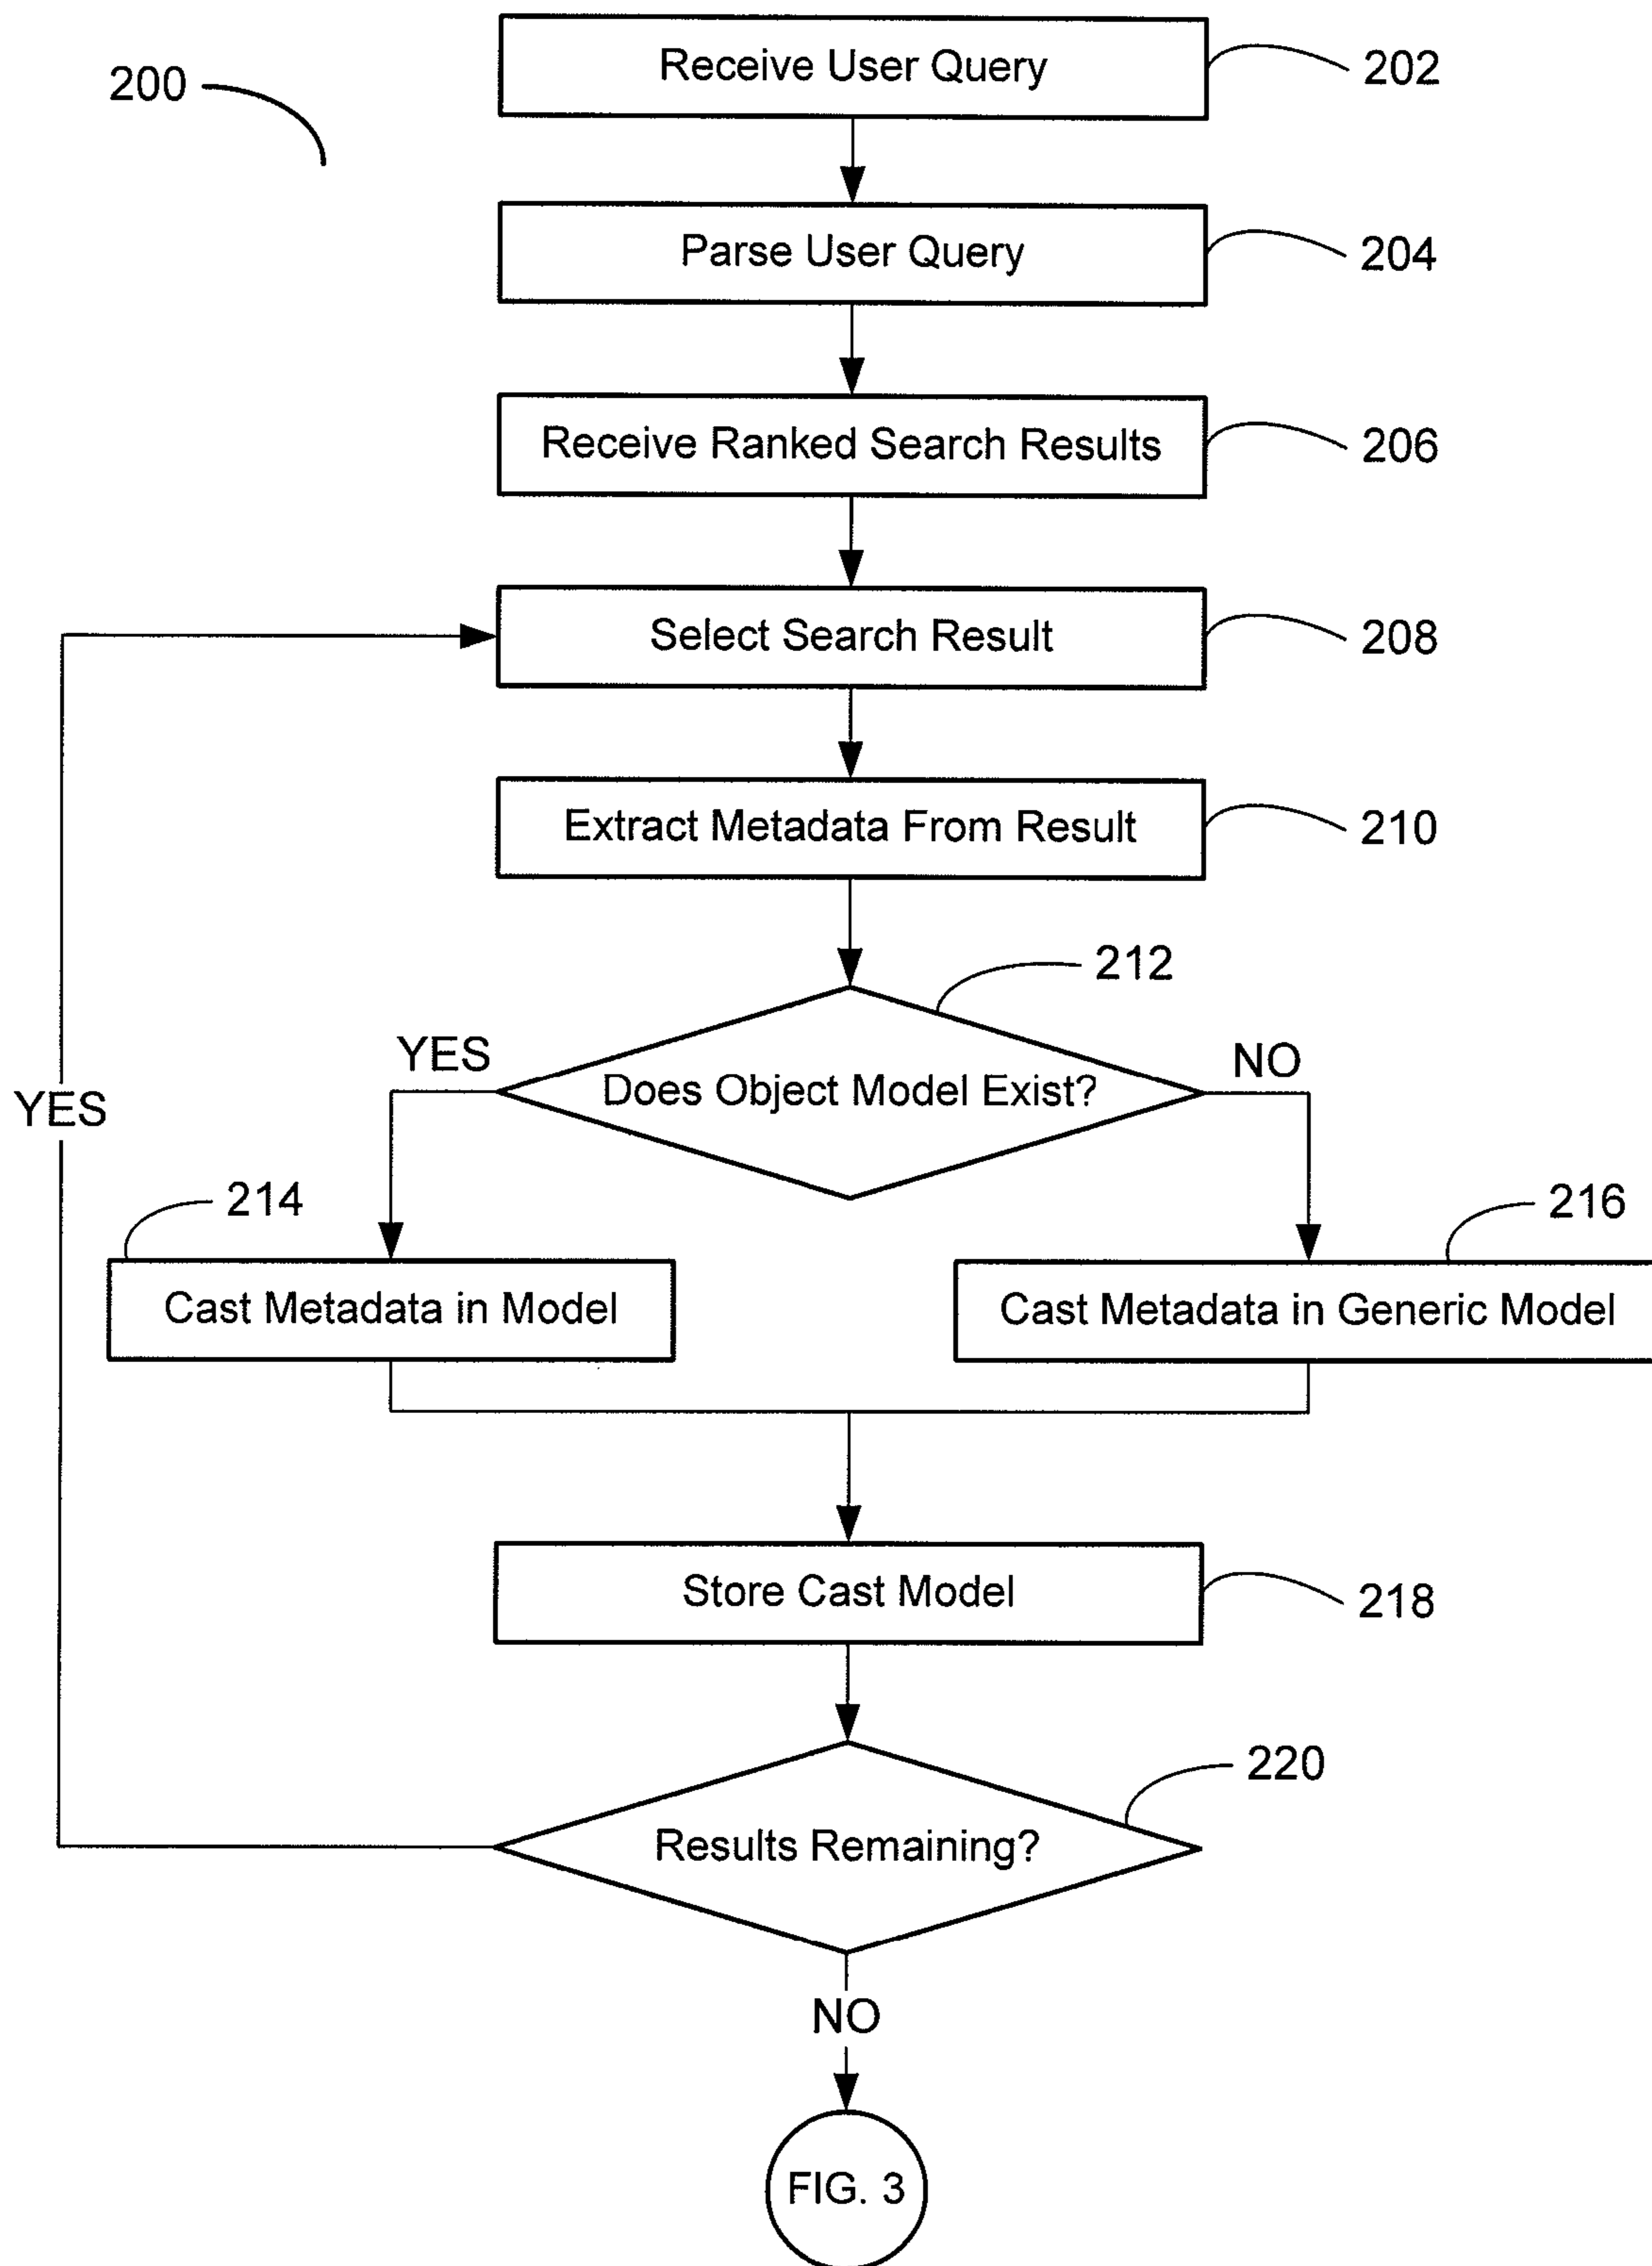 Receive User Query
202
200
Parse User Query
204
Receive Ranked Search Results
206
Select Search Result
208
Extract Metadata From Result
210
212
YES
NO
Does Object Model Exist?
YES
214
216
Cast Metadata in Model
Cast Metadata in Generic Model
Store Cast Model
218
220
Results Remaining?
NO
FIG. 3